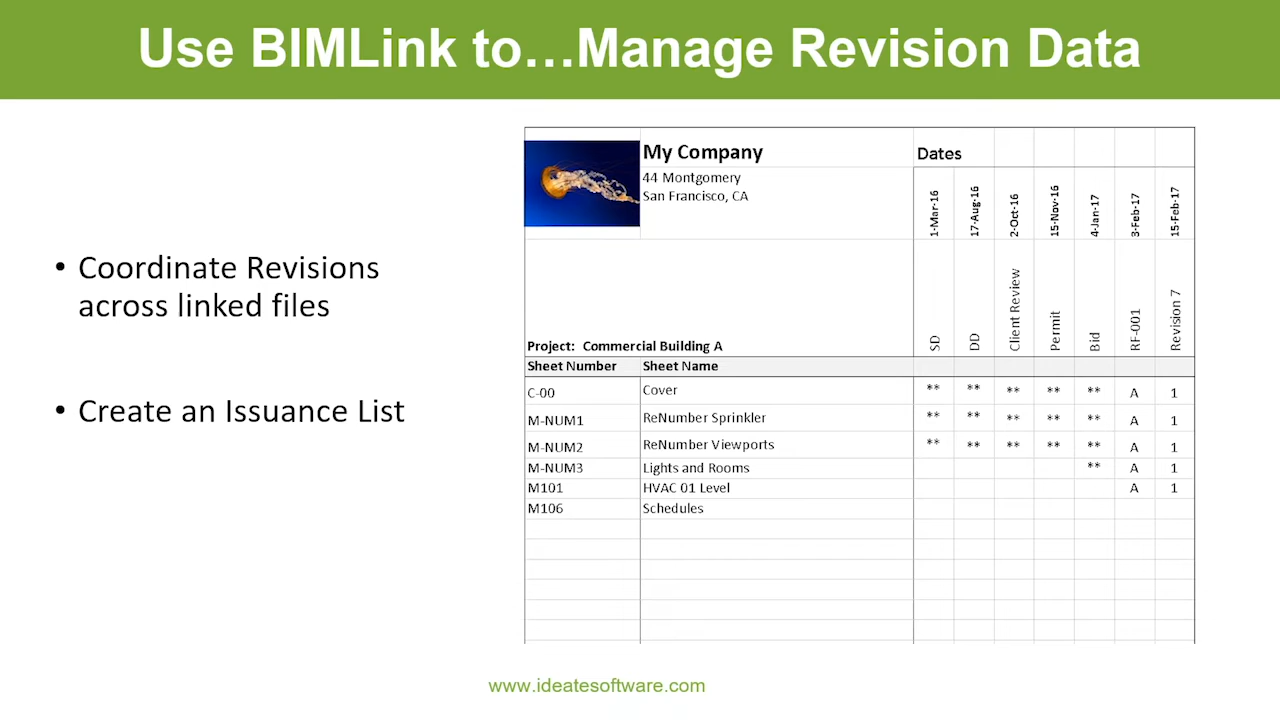 Use BIMLink to…Manage Revision Data
• Coordinate Revisions
across linked files
• Create an Issuance List
My Company
44 Montgomery
San Francisco, CA
Dates
1-Mar-16 17-Aug-16 2-Oct-16 15-Nov-16 4-Jan-17 3-Feb-17 15-Feb-17
SD DD Client Review Permit Bid RF-001 Revision 7
Project: Commercial Building A
Sheet Number Sheet Name
C-00 Cover ** ** ** ** ** A 1
M-NUM1 ReNumber Sprinkler ** ** ** ** ** A 1
M-NUM2 ReNumber Viewports ** ** ** ** ** A 1
M-NUM3 Lights and Rooms ** A 1
M101 HVAC 01 Level A 1
M106 Schedules
www.ideatesoftware.com